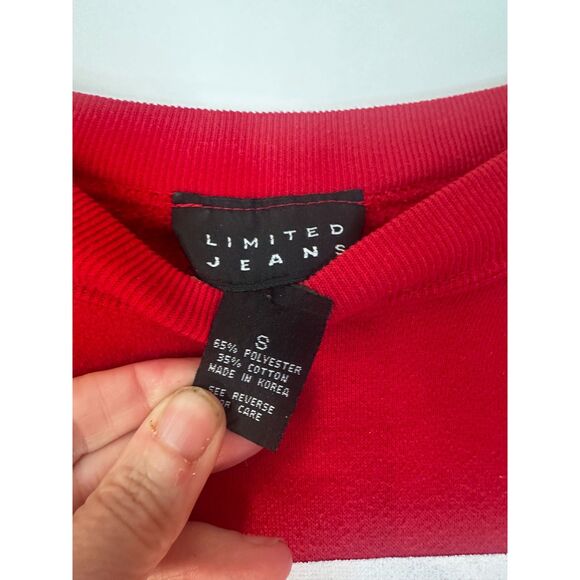 LIMITED
JEANS
S
65% POLYESTER
35% COTTON
MADE IN KOREA
SEE REVERSE
FOR CARE